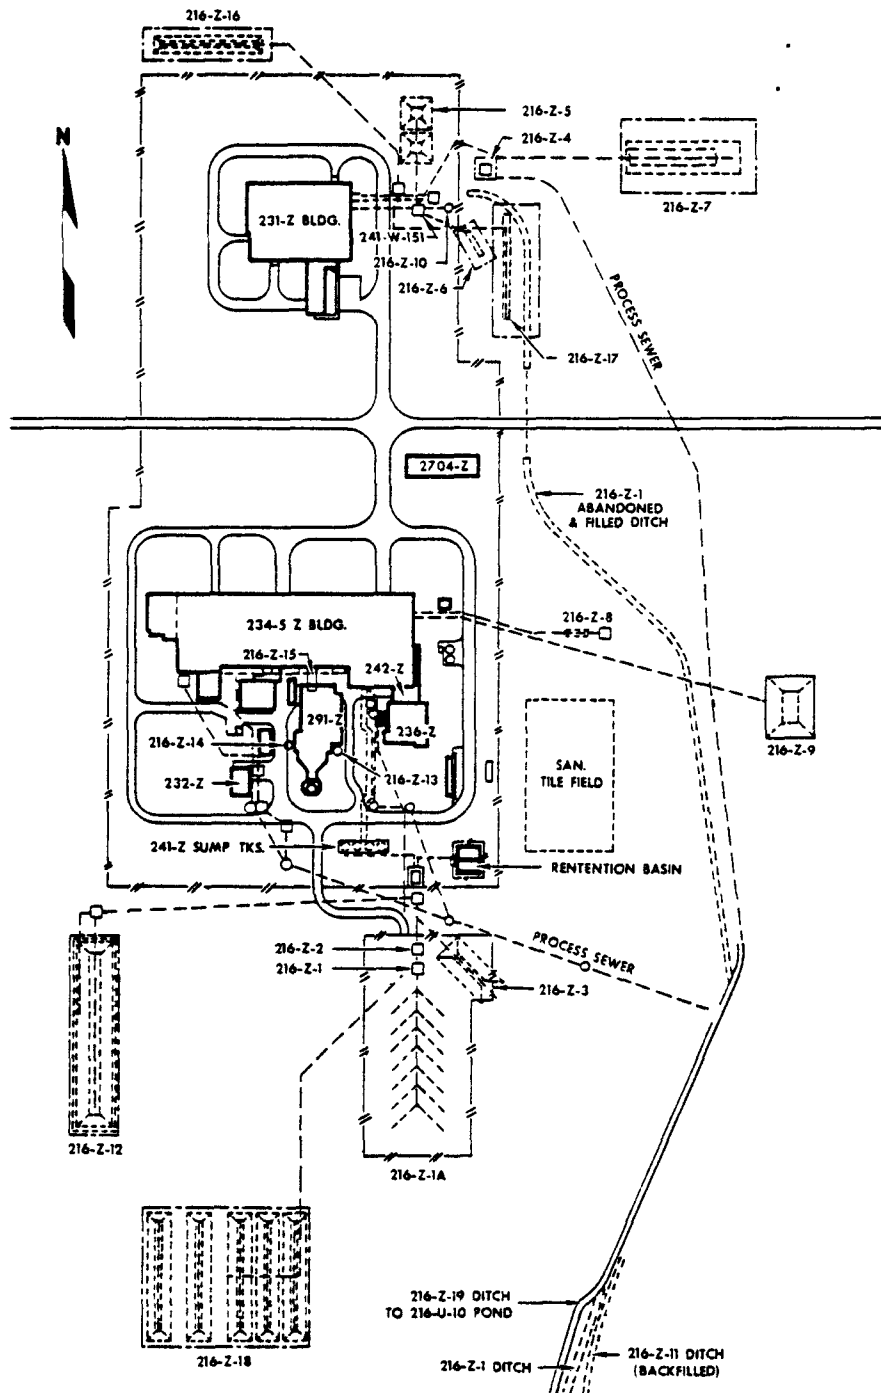 216-Z-16
216-Z-5
216-Z-4
216-Z-7
N
231-Z BLDG.
241-W-151
216-Z-10
216-Z-6
216-Z-17
PROCESS SEWER
2704-Z
216-Z-1
ABANDONED
& FILLED DITCH
234-5 Z BLDG.
216-Z-8
216-Z-15
242-Z
291-Z
236-Z
216-Z-9
216-Z-14
216-Z-13
232-Z
SAN.
TILE FIELD
241-Z SUMP TKS.
RENTENTION BASIN
216-Z-2
216-Z-1
PROCESS SEWER
216-Z-3
216-Z-12
216-Z-1A
216-Z-19 DITCH
TO 216-U-10 POND
216-Z-18
216-Z-1 DITCH
216-Z-11 DITCH
(BACKFILLED)